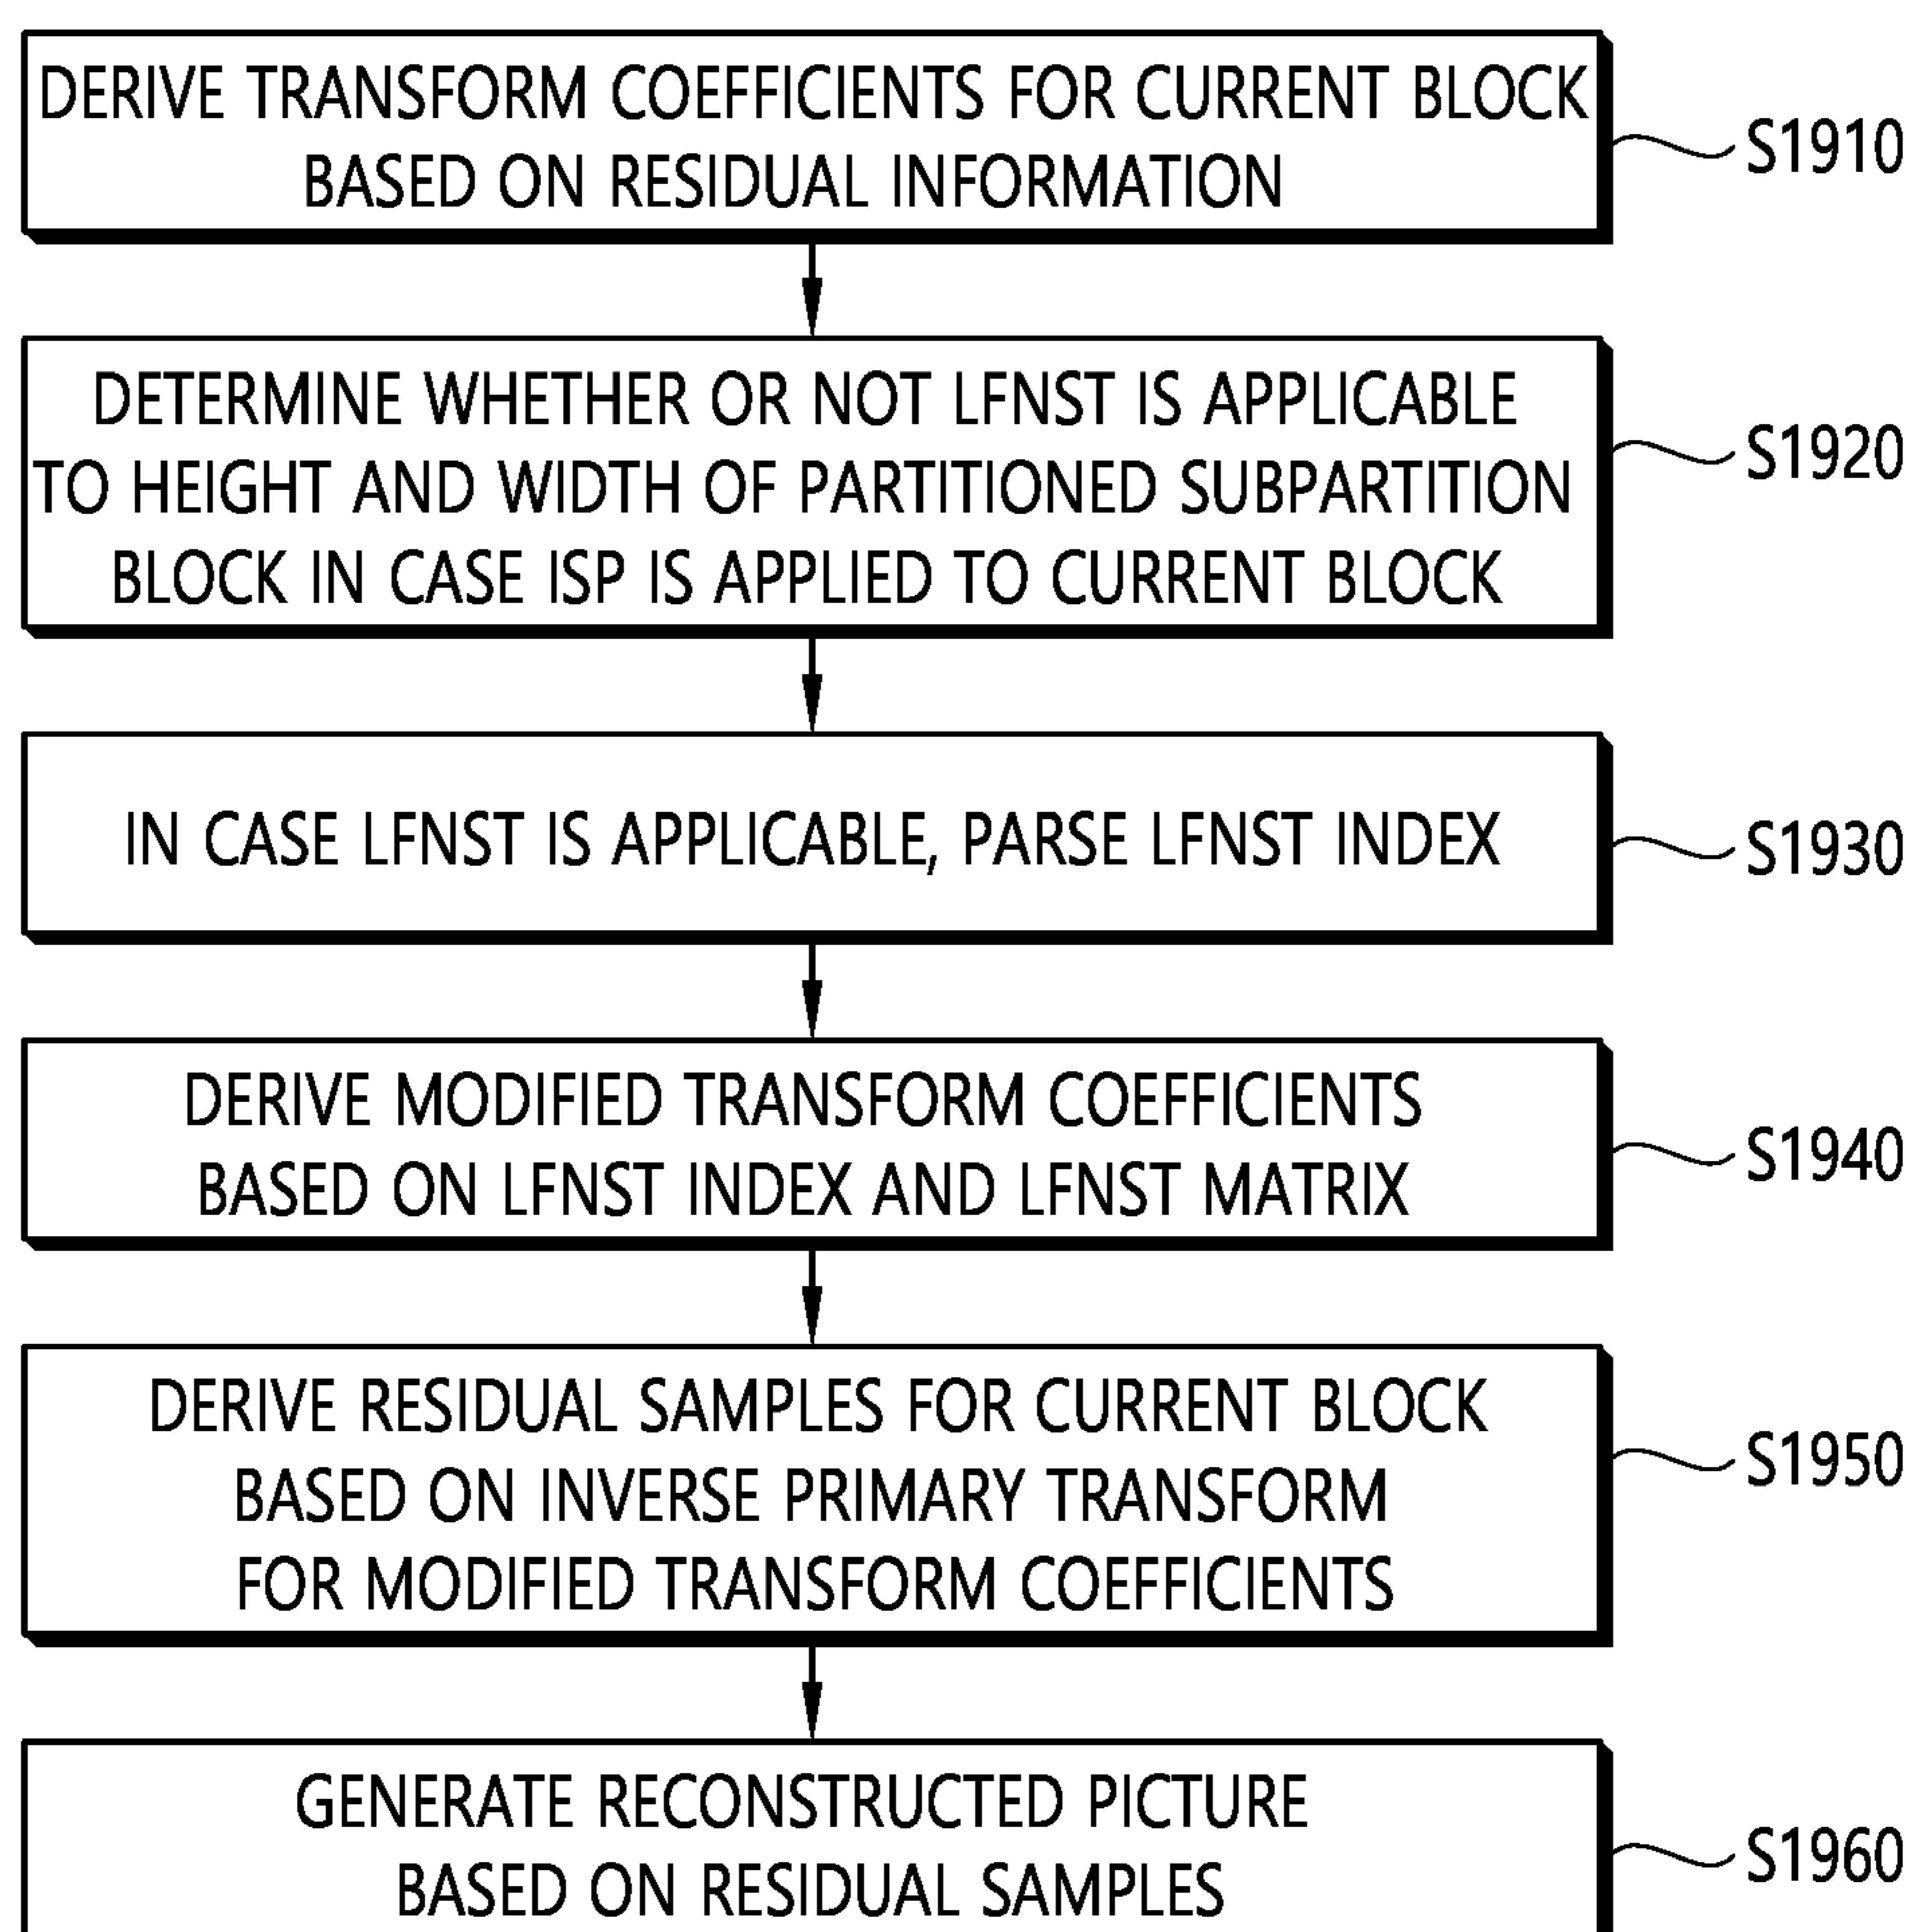 DERIVE TRANSFORM COEFFICIENTS FOR CURRENT BLOCK
BASED ON RESIDUAL INFORMATION
S1910
DETERMINE WHETHER OR NOT LFNST IS APPLICABLE
TO HEIGHT AND WIDTH OF PARTITIONED SUBPARTITION
BLOCK IN CASE ISP IS APPLIED TO CURRENT BLOCK
S1920
IN CASE LFNST IS APPLICABLE, PARSE LFNST INDEX
S1930
DERIVE MODIFIED TRANSFORM COEFFICIENTS
BASED ON LFNST INDEX AND LFNST MATRIX
S1940
DERIVE RESIDUAL SAMPLES FOR CURRENT BLOCK
BASED ON INVERSE PRIMARY TRANSFORM
FOR MODIFIED TRANSFORM COEFFICIENTS
S1950
GENERATE RECONSTRUCTED PICTURE
BASED ON RESIDUAL SAMPLES
S1960